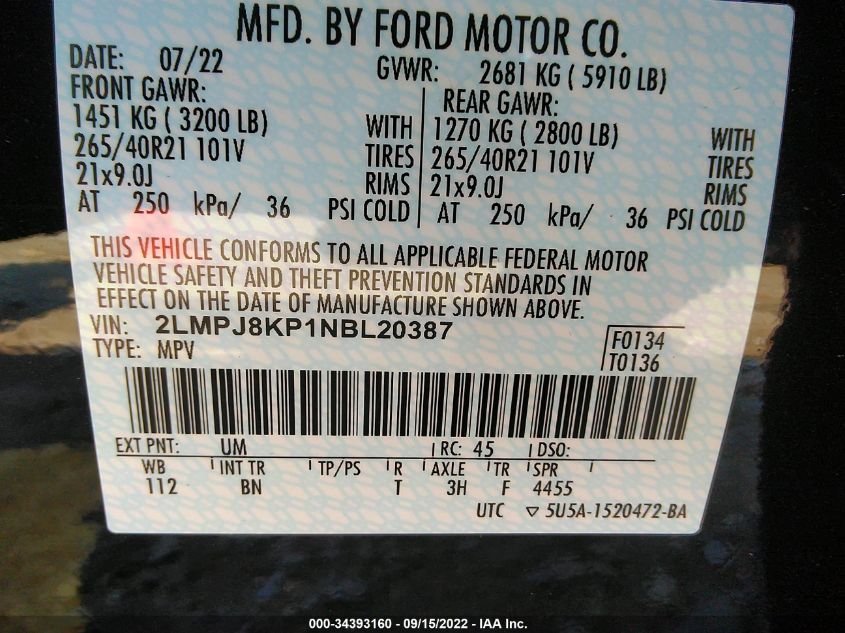 MFD. BY FORD MOTOR CO.
DATE: 07/22 GVWR: 2681 KG ( 5910 LB)
FRONT GAWR: REAR GAWR:
1451 KG ( 3200 LB) WITH 1270 KG ( 2800 LB) WITH
265/40R21 101V TIRES 265/40R21 101V TIRES
21x9.0J RIMS 21x9.0J RIMS
AT 250 kPa/ 36 PSI COLD AT 250 kPa/ 36 PSI COLD
THIS VEHICLE CONFORMS TO ALL APPLICABLE FEDERAL MOTOR
VEHICLE SAFETY AND THEFT PREVENTION STANDARDS IN
EFFECT ON THE DATE OF MANUFACTURE SHOWN ABOVE.
VIN: 2LMPJ8KP1NBL20387 F0134
TYPE: MPV T0136
EXT PNT: UM RC: 45 DSO:
WB INT TR TP/PS R AXLE TR SPR
112 BN T 3H F 4455
UTC ▽ 5U5A-1520472-BA
000-34393160 - 09/15/2022 - IAA Inc.